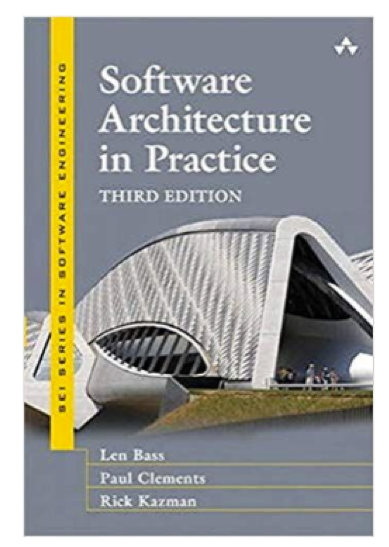 Software
Architecture
in Practice
THIRD EDITION
SEI SERIES IN SOFTWARE ENGINEERING
Len Bass
Paul Clements
Rick Kazman